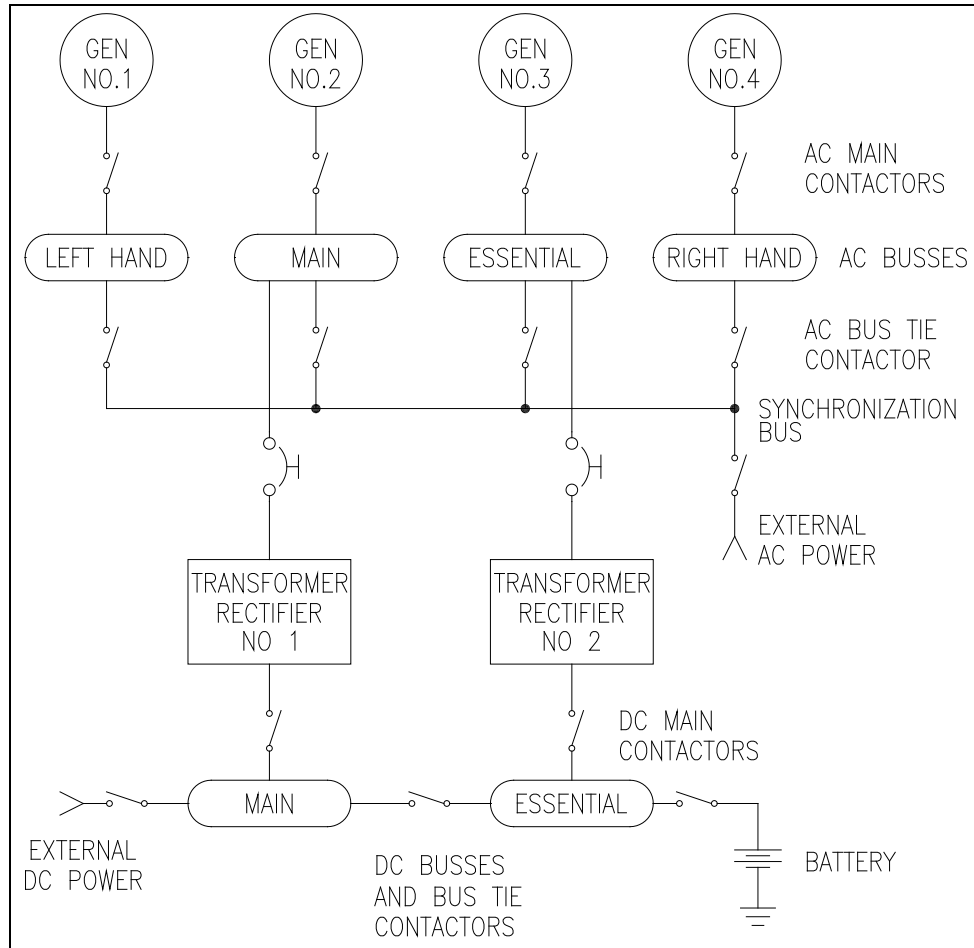 GEN
NO.1
GEN
NO.2
GEN
NO.3
GEN
NO.4
AC MAIN
CONTACTORS
LEFT HAND
MAIN
ESSENTIAL
RIGHT HAND
AC BUSSES
AC BUS TIE
CONTACTOR
SYNCHRONIZATION
BUS
EXTERNAL
AC POWER
TRANSFORMER
RECTIFIER
NO 1
TRANSFORMER
RECTIFIER
NO 2
DC MAIN
CONTACTORS
MAIN
ESSENTIAL
EXTERNAL
DC POWER
DC BUSSES
AND BUS TIE
CONTACTORS
BATTERY